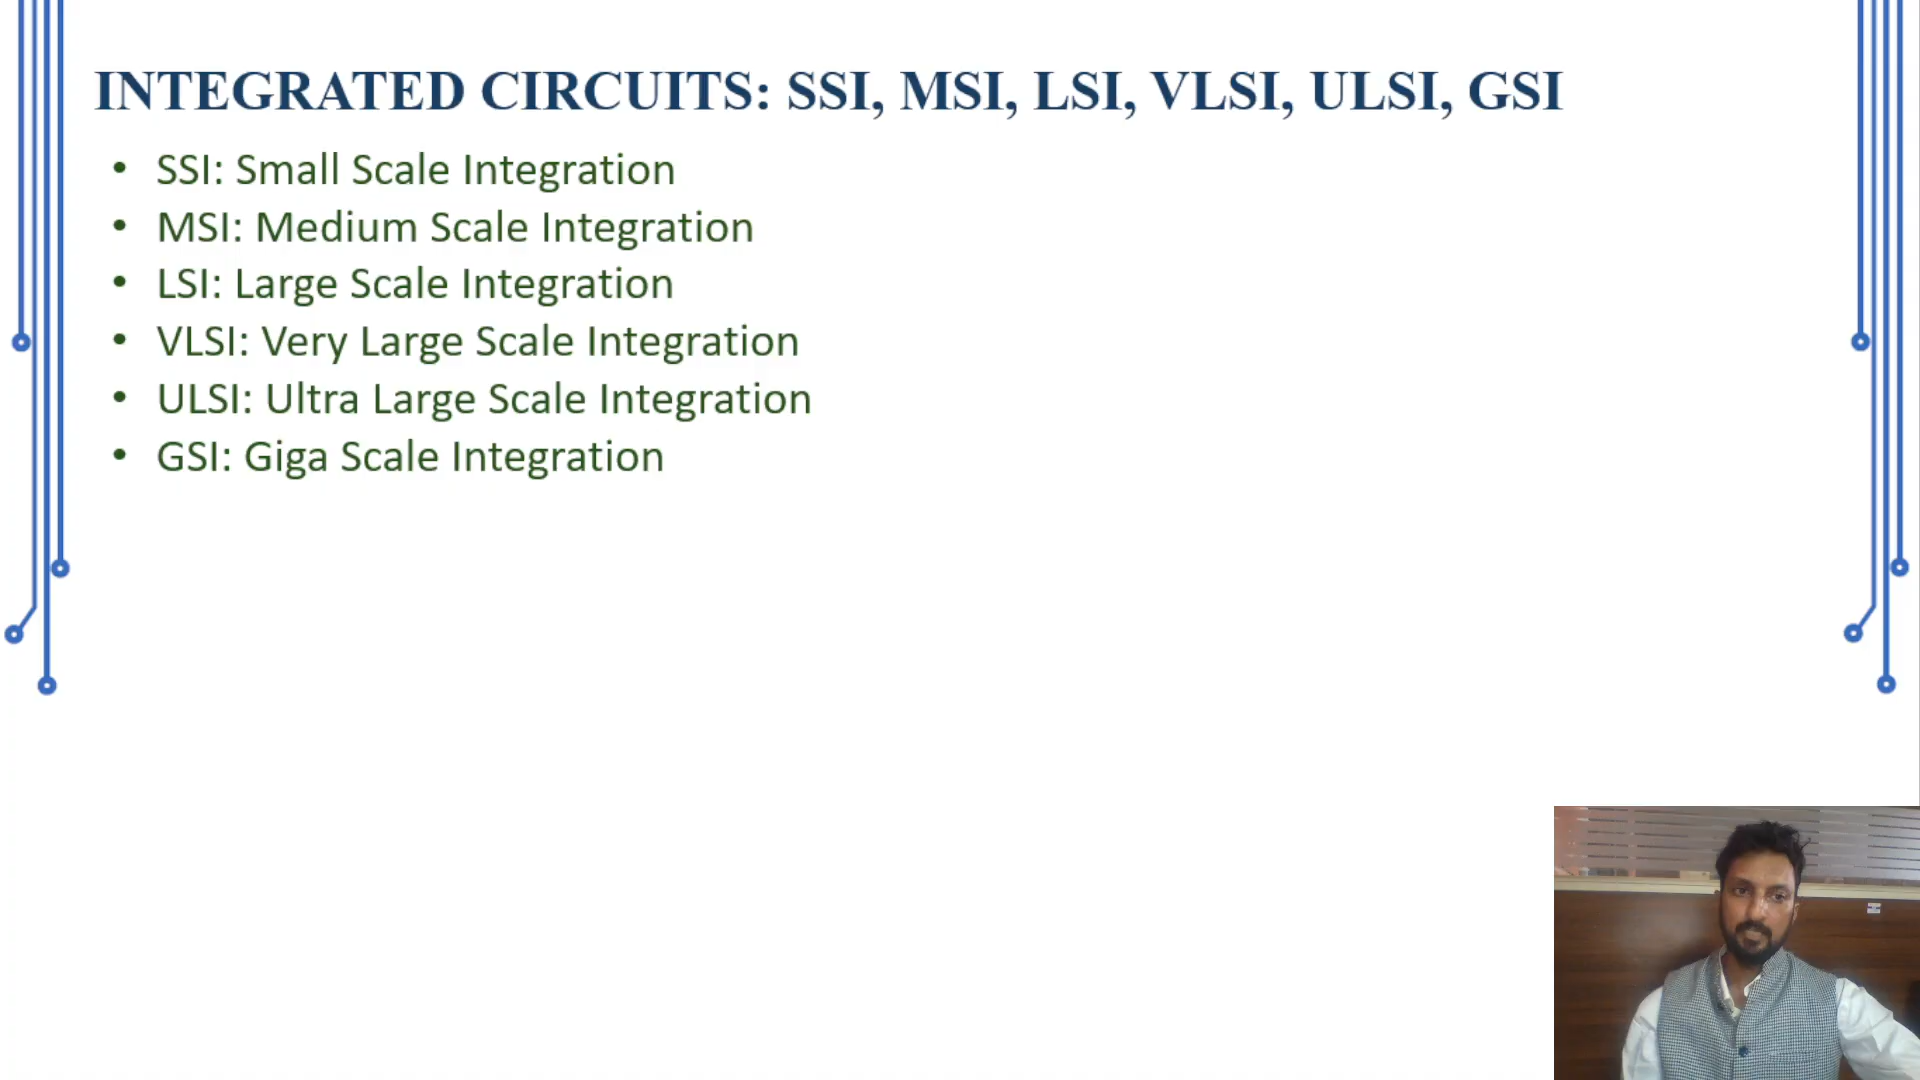 INTEGRATED CIRCUITS: SSI, MSI, LSI, VLSI, ULSI, GSI
• SSI: Small Scale Integration
• MSI: Medium Scale Integration
• LSI: Large Scale Integration
• VLSI: Very Large Scale Integration
• ULSI: Ultra Large Scale Integration
• GSI: Giga Scale Integration